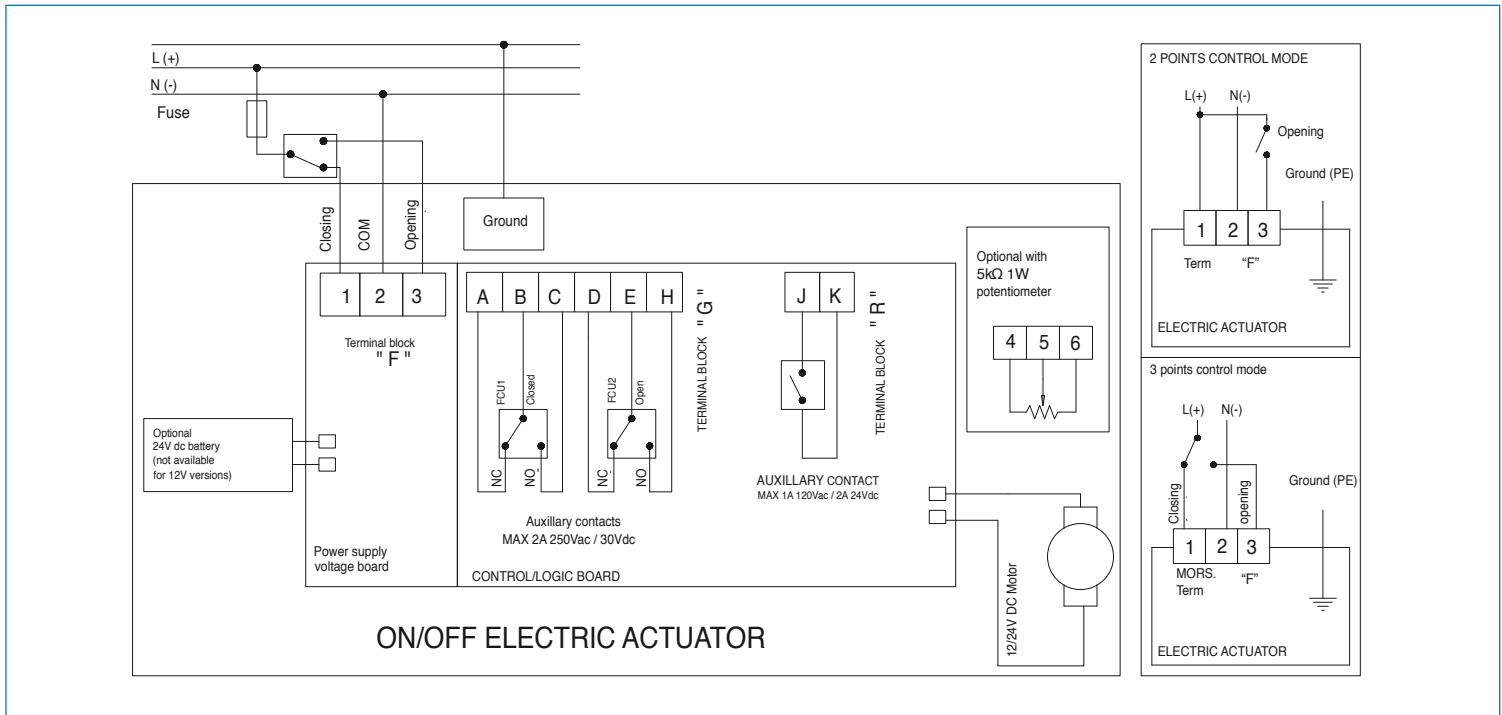 L (+)
N (-)
Fuse
Closing
COM
Opening
Ground
1 2 3
Terminal block
" F "
A B C D E H
TERMINAL BLOCK " G "
FCU1
Closed
FCU2
Open
NC
NO
NC
NO
Auxillary contacts
MAX 2A 250Vac / 30Vdc
J K
TERMINAL BLOCK " R "
AUXILLARY CONTACT
MAX 1A 120Vac / 2A 24Vdc
Optional with
5kΩ 1W
potentiometer
4 5 6
Optional
24V dc battery
(not available
for 12V versions)
Power supply
voltage board
CONTROL/LOGIC BOARD
12/24V DC Motor
ON/OFF ELECTRIC ACTUATOR
2 POINTS CONTROL MODE
L(+) N(-)
Opening
Ground (PE)
1 2 3
Term "F"
ELECTRIC ACTUATOR
3 points control mode
L(+) N(-)
Closing
opening
Ground (PE)
1 2 3
MORS.
Term
"F"
ELECTRIC ACTUATOR